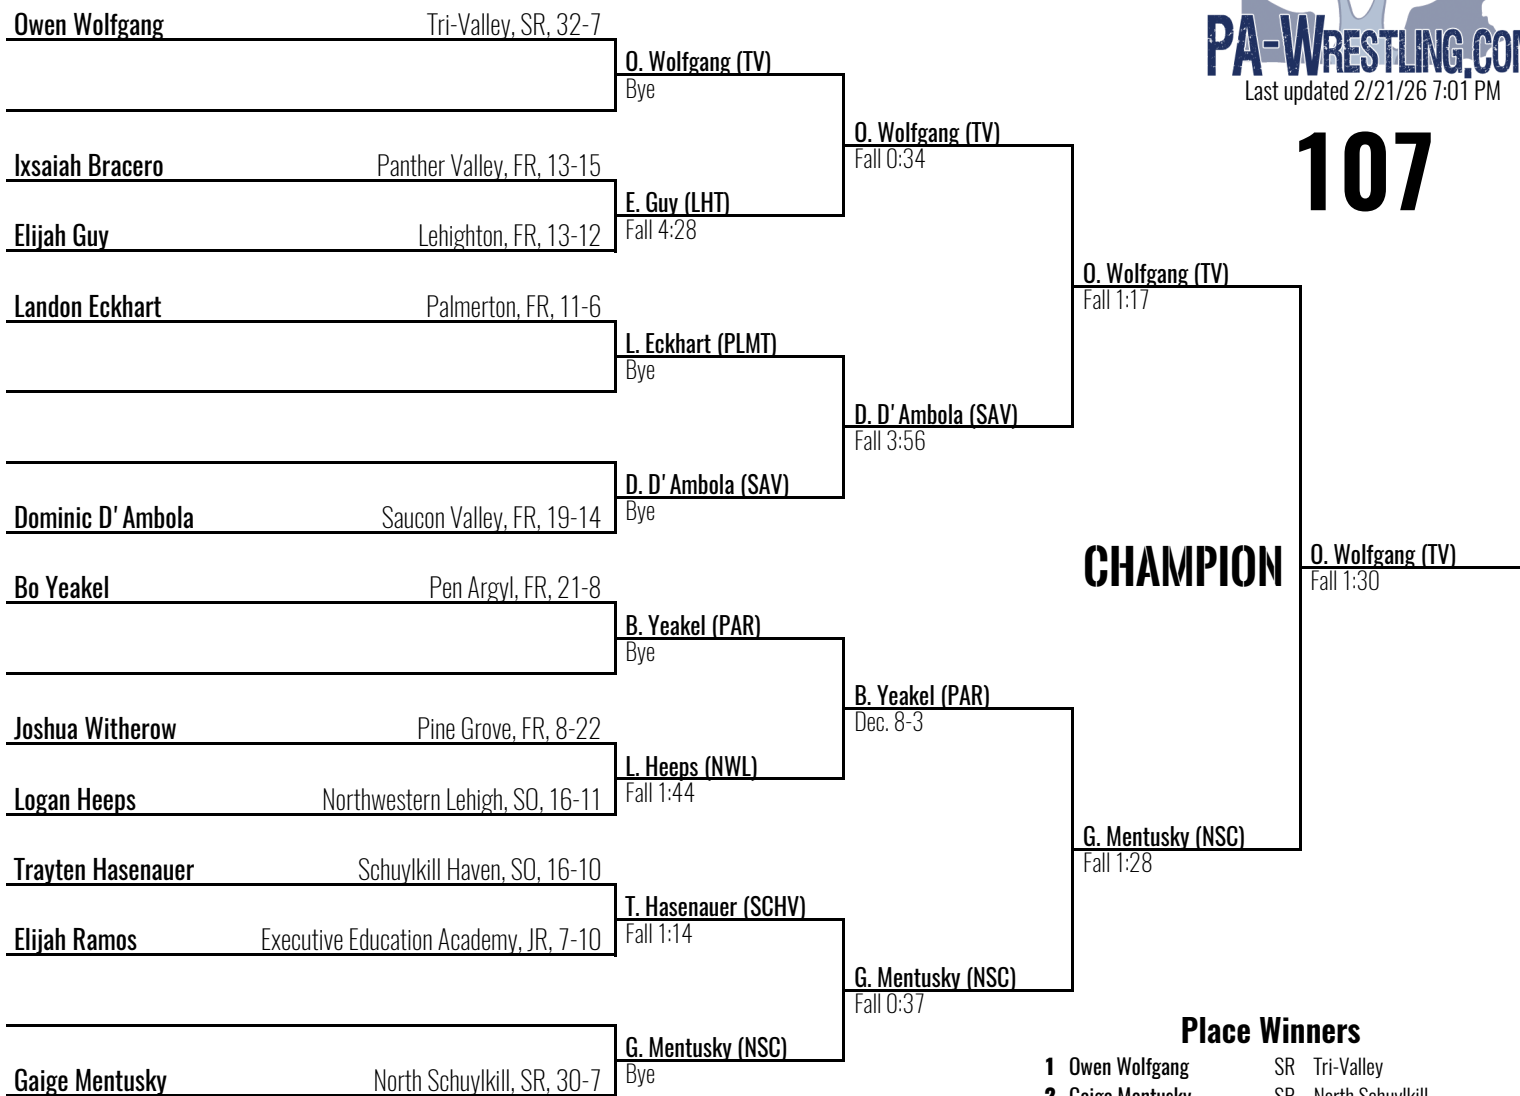 Owen Wolfgang Tri-Valley, SR, 32-7
O. Wolfgang (TV)
Bye
Ixsaiah Bracero Panther Valley, FR, 13-15
E. Guy (LHT)
Fall 4:28
Elijah Guy Lehighton, FR, 13-12
O. Wolfgang (TV)
Fall 0:34
Landon Eckhart Palmerton, FR, 11-6
L. Eckhart (PLMT)
Bye
D. D'Ambola (SAV)
Bye
Dominic D'Ambola Saucon Valley, FR, 19-14
D. D'Ambola (SAV)
Fall 3:56
O. Wolfgang (TV)
Fall 1:17
Bo Yeakel Pen Argyl, FR, 21-8
B. Yeakel (PAR)
Bye
Joshua Witherow Pine Grove, FR, 8-22
L. Heeps (NWL)
Fall 1:44
Logan Heeps Northwestern Lehigh, SO, 16-11
B. Yeakel (PAR)
Dec. 8-3
Trayten Hasenauer Schuylkill Haven, SO, 16-10
T. Hasenauer (SCHV)
Fall 1:14
Elijah Ramos Executive Education Academy, JR, 7-10
G. Mentusky (NSC)
Bye
Gaige Mentusky North Schuylkill, SR, 30-7
G. Mentusky (NSC)
Fall 0:37
G. Mentusky (NSC)
Fall 1:28
CHAMPION
O. Wolfgang (TV)
Fall 1:30
PA-WRESTLING.COM
Last updated 2/21/26 7:01 PM
107
Place Winners
1 Owen Wolfgang SR Tri-Valley
2 Gaige Mentusky SR North Schuylkill